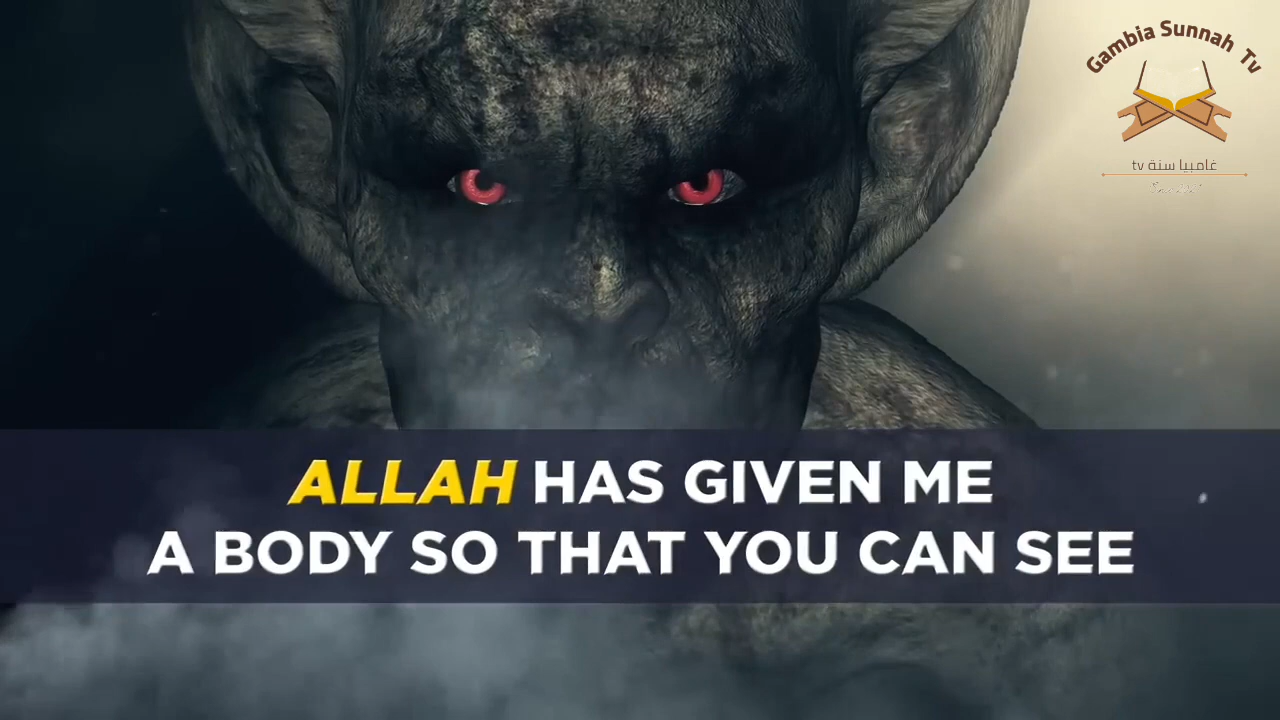 Gambia Sunnah Tv
غامبيا سنة tv
ALLAH HAS GIVEN ME
A BODY SO THAT YOU CAN SEE